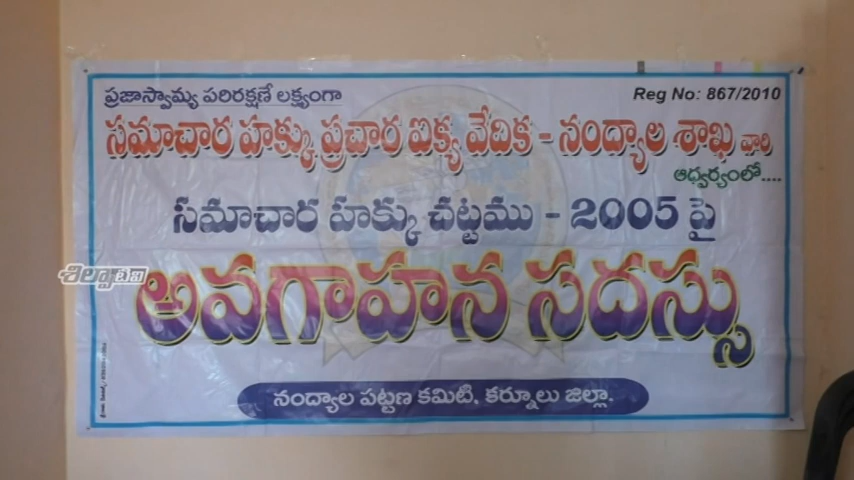 ప్రజాస్వామ్య పరిరక్షణే లక్ష్యంగా
Reg No: 867/2010
సమాచార హక్కు ప్రచార ఐక్య వేదిక - నంద్యాల శాఖ వారి
ఆధ్వర్యంలో....
సమాచార హక్కు చట్టము - 2005 పై
శిల్పాటివి
అవగాహన సదస్సు
నంద్యాల పట్టణ కమిటి, కర్నూలు జిల్లా.